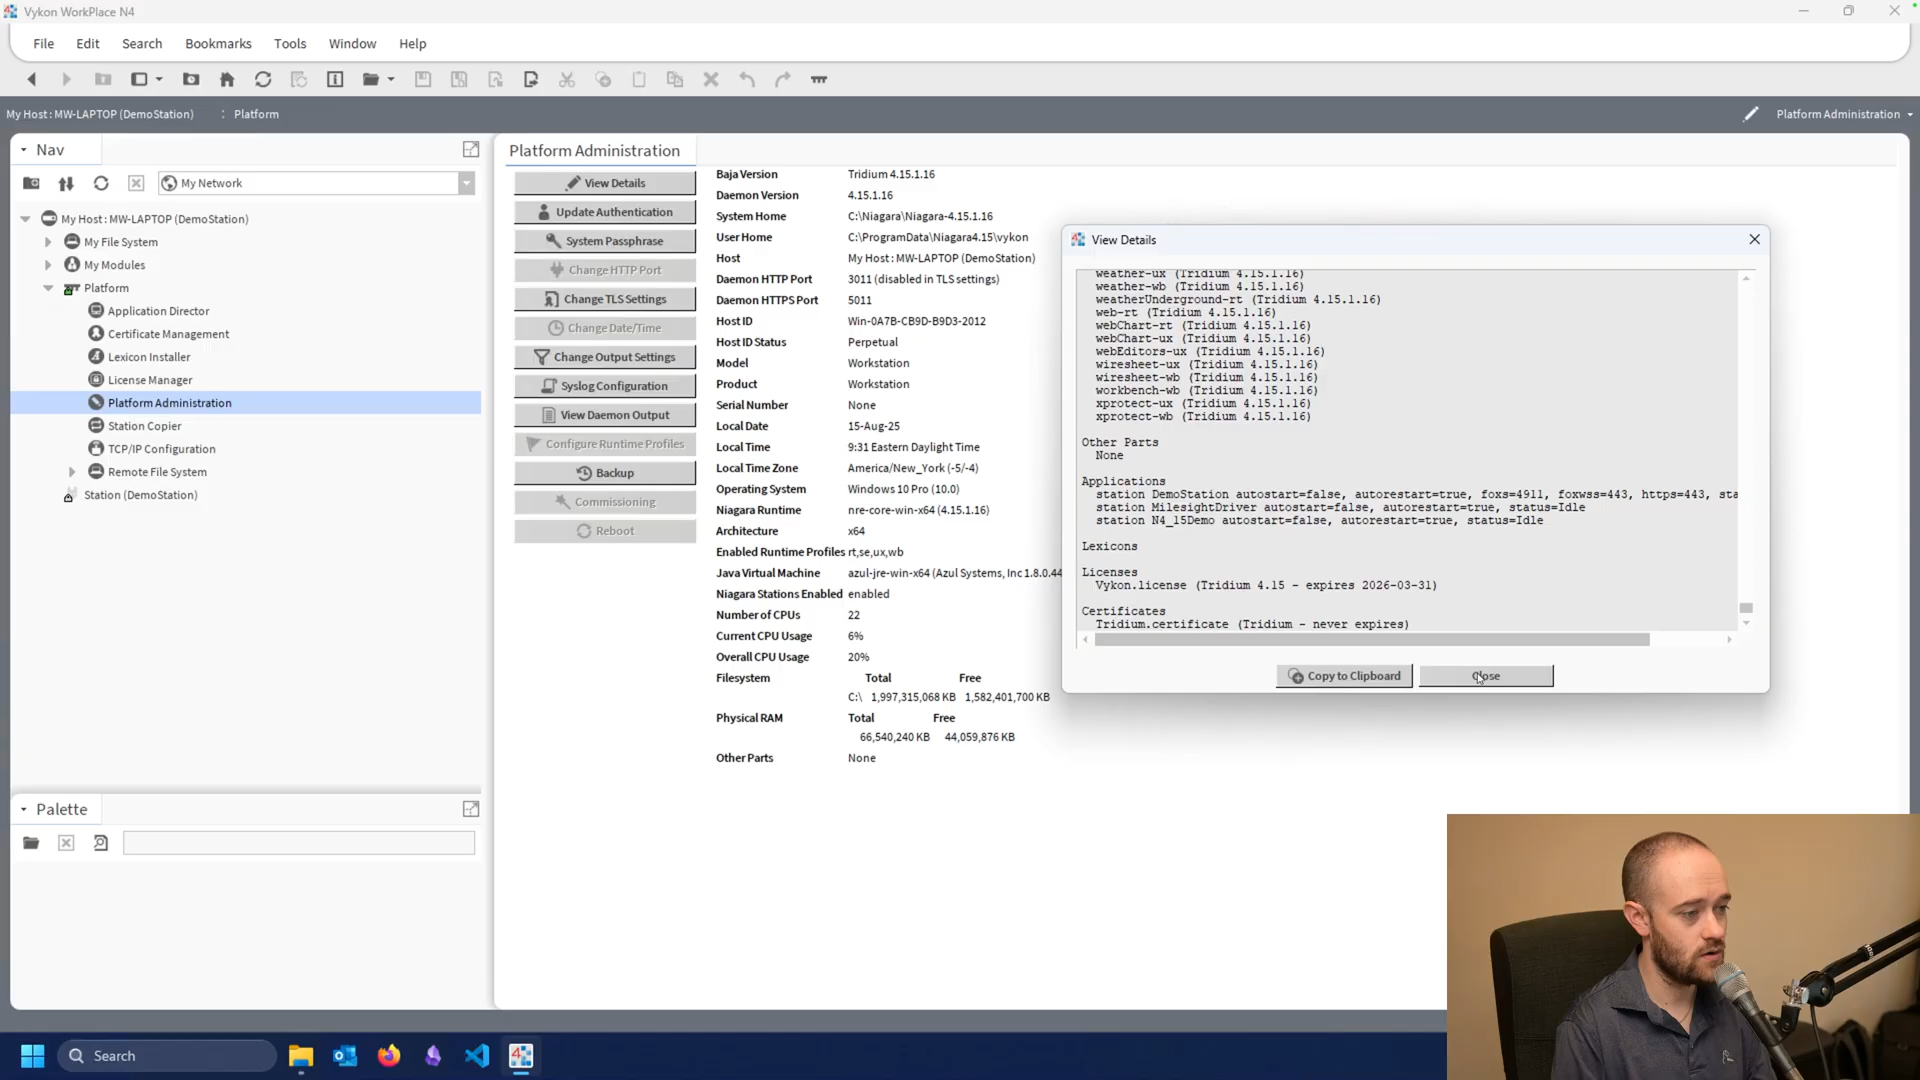 Vykon WorkPlace N4
File Edit Search Bookmarks Tools Window Help
My Host : MW-LAPTOP (DemoStation) : Platform
Platform Administration
Nav
My Network
My Host : MW-LAPTOP (DemoStation)
My File System
My Modules
Platform
Application Director
Certificate Management
Lexicon Installer
License Manager
Platform Administration
Station Copier
TCP/IP Configuration
Remote File System
Station (DemoStation)
Palette
Platform Administration
View Details
Update Authentication
System Passphrase
Change HTTP Port
Change TLS Settings
Change Date/Time
Change Output Settings
Syslog Configuration
View Daemon Output
Configure Runtime Profiles
Backup
Commissioning
Reboot
Baja Version Tridium 4.15.1.16
Daemon Version 4.15.1.16
System Home C:\Niagara\Niagara-4.15.1.16
User Home C:\ProgramData\Niagara4.15\vykon
Host My Host : MW-LAPTOP (DemoStation)
Daemon HTTP Port 3011 (disabled in TLS settings)
Daemon HTTPS Port 5011
Host ID Win-0A7B-CB9D-B9D3-2012
Host ID Status Perpetual
Model Workstation
Product Workstation
Serial Number None
Local Date 15-Aug-25
Local Time 9:31 Eastern Daylight Time
Local Time Zone America/New_York (-5/-4)
Operating System Windows 10 Pro (10.0)
Niagara Runtime nre-core-win-x64 (4.15.1.16)
Architecture x64
Enabled Runtime Profiles rt,se,ux,wb
Java Virtual Machine azul-jre-win-x64 (Azul Systems, Inc 1.8.0.44
Niagara Stations Enabled enabled
Number of CPUs 22
Current CPU Usage 6%
Overall CPU Usage 20%
Filesystem Total Free
C:\ 1,997,315,068 KB 1,582,401,700 KB
Physical RAM Total Free
66,540,240 KB 44,059,876 KB
Other Parts None
View Details
weather-ux (Tridium 4.15.1.16)
weather-wb (Tridium 4.15.1.16)
weatherUnderground-rt (Tridium 4.15.1.16)
web-rt (Tridium 4.15.1.16)
webChart-rt (Tridium 4.15.1.16)
webChart-ux (Tridium 4.15.1.16)
webEditors-ux (Tridium 4.15.1.16)
wiresheet-ux (Tridium 4.15.1.16)
wiresheet-wb (Tridium 4.15.1.16)
workbench-wb (Tridium 4.15.1.16)
xprotect-ux (Tridium 4.15.1.16)
xprotect-wb (Tridium 4.15.1.16)
Other Parts
None
Applications
station DemoStation autostart=false, autorestart=true, foxs=4911, foxwss=443, https=443, sta
station MilesightDriver autostart=false, autorestart=true, status=Idle
station N4_15Demo autostart=false, autorestart=true, status=Idle
Lexicons
Licenses
Vykon.license (Tridium 4.15 - expires 2026-03-31)
Certificates
Tridium.certificate (Tridium - never expires)
Copy to Clipboard
Close
Search